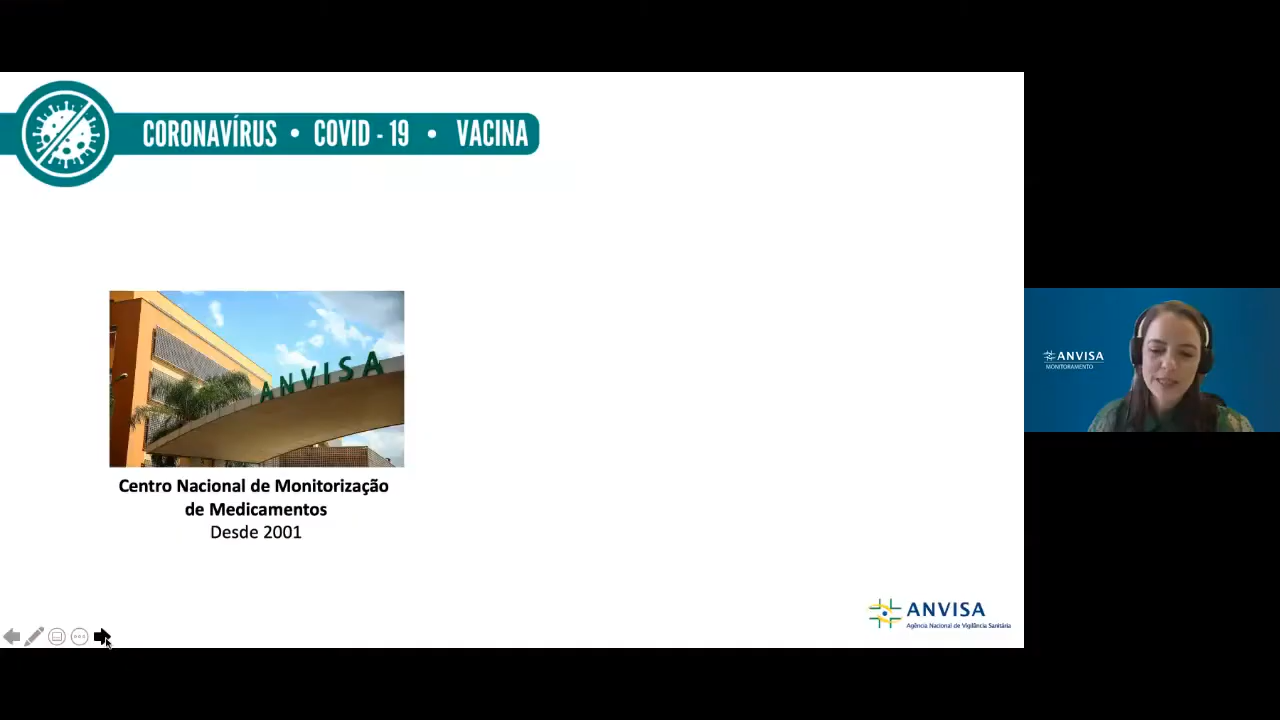 CORONAVÍRUS • COVID - 19 • VACINA
ANVISA
Centro Nacional de Monitorização
de Medicamentos
Desde 2001
ANVISA
Agência Nacional de Vigilância Sanitária
ANVISA
MONITORAMENTO